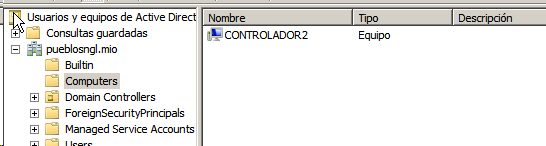 Usuarios y equipos de Active Direct
Consultas guardadas
pueblosngl.mio
Builtin
Computers
Domain Controllers
ForeignSecurityPrincipals
Managed Service Accounts
Users
Nombre Tipo Descripción
CONTROLADOR2 Equipo